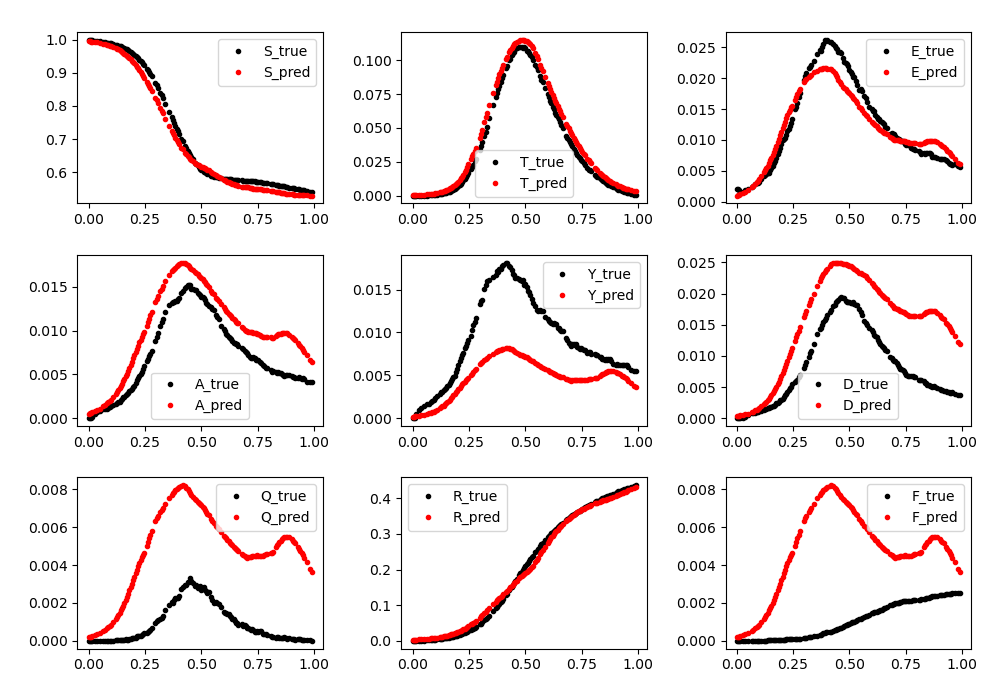 S_true
S_pred
1.0
0.9
0.8
0.7
0.6
0.00 0.25 0.50 0.75 1.00
T_true
T_pred
0.100
0.075
0.050
0.025
0.000
0.00 0.25 0.50 0.75 1.00
E_true
E_pred
0.025
0.020
0.015
0.010
0.005
0.000
0.00 0.25 0.50 0.75 1.00
A_true
A_pred
0.015
0.010
0.005
0.000
0.00 0.25 0.50 0.75 1.00
Y_true
Y_pred
0.015
0.010
0.005
0.000
0.00 0.25 0.50 0.75 1.00
D_true
D_pred
0.025
0.020
0.015
0.010
0.005
0.000
0.00 0.25 0.50 0.75 1.00
Q_true
Q_pred
0.008
0.006
0.004
0.002
0.000
0.00 0.25 0.50 0.75 1.00
R_true
R_pred
0.4
0.3
0.2
0.1
0.0
0.00 0.25 0.50 0.75 1.00
F_true
F_pred
0.008
0.006
0.004
0.002
0.000
0.00 0.25 0.50 0.75 1.00